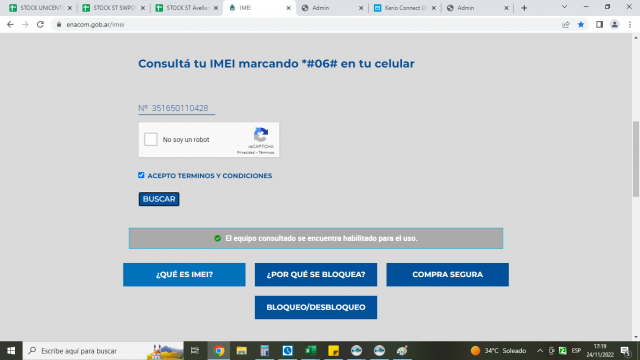 STOCK UNICENT
STOCK ST SWPO
STOCK ST Avella
IMEI
Admin
Kerio Connect C
Admin
enacom.gob.ar/imei
Consultá tu IMEI marcando *#06# en tu celular
Nº 351650110428
No soy un robot
reCAPTCHA
Privacidad - Términos
ACEPTO TERMINOS Y CONDICIONES
BUSCAR
El equipo consultado se encuentra habilitado para el uso.
¿QUÉ ES IMEI?
¿POR QUÉ SE BLOQUEA?
COMPRA SEGURA
BLOQUEO/DESBLOQUEO
Escribe aquí para buscar
34°C Soleado
ESP
17:19
24/11/2022